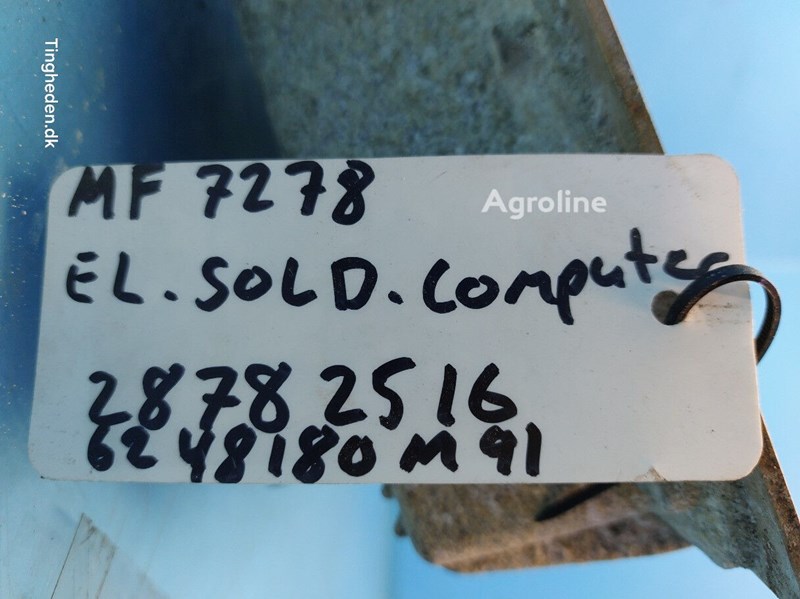 Tingheden.dk
MF 7278
Agroline
EL. SOLD. Computer
2878 2516
6248180 M 91